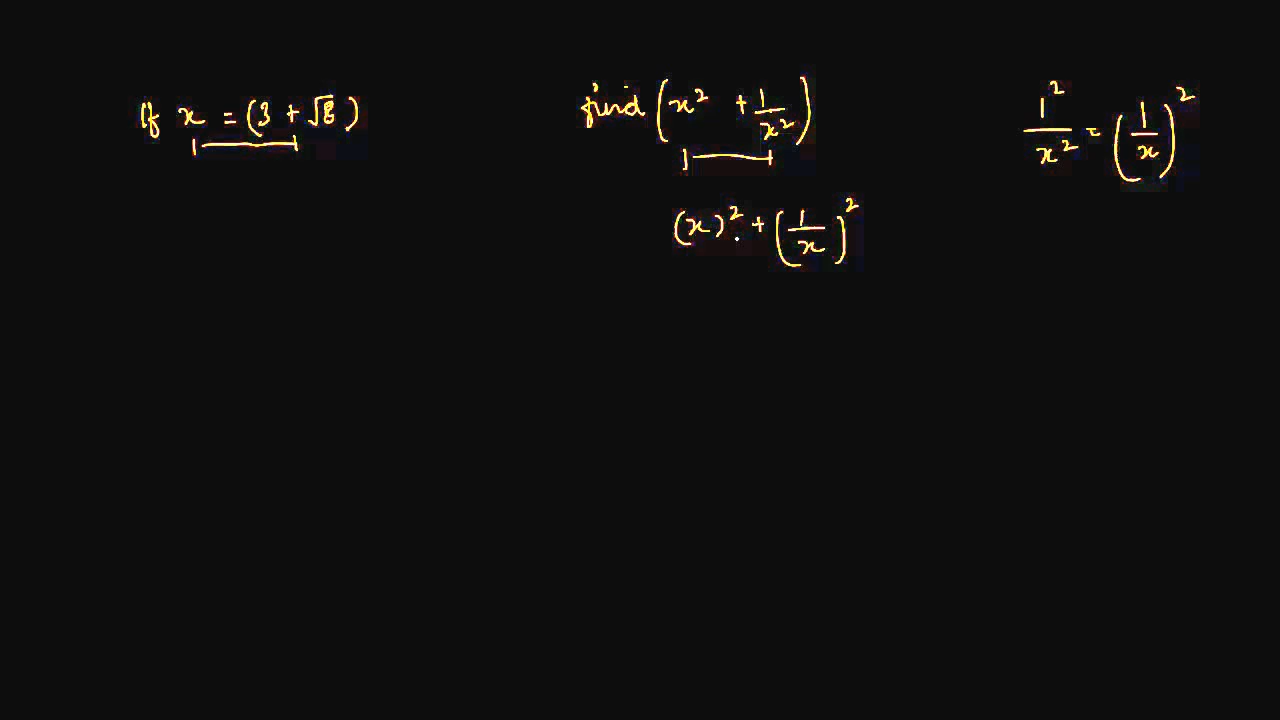 If x = (3 + √8)
find (x² + 1/x²)
1²/x² = (1/x)²
(x)² + (1/x)²